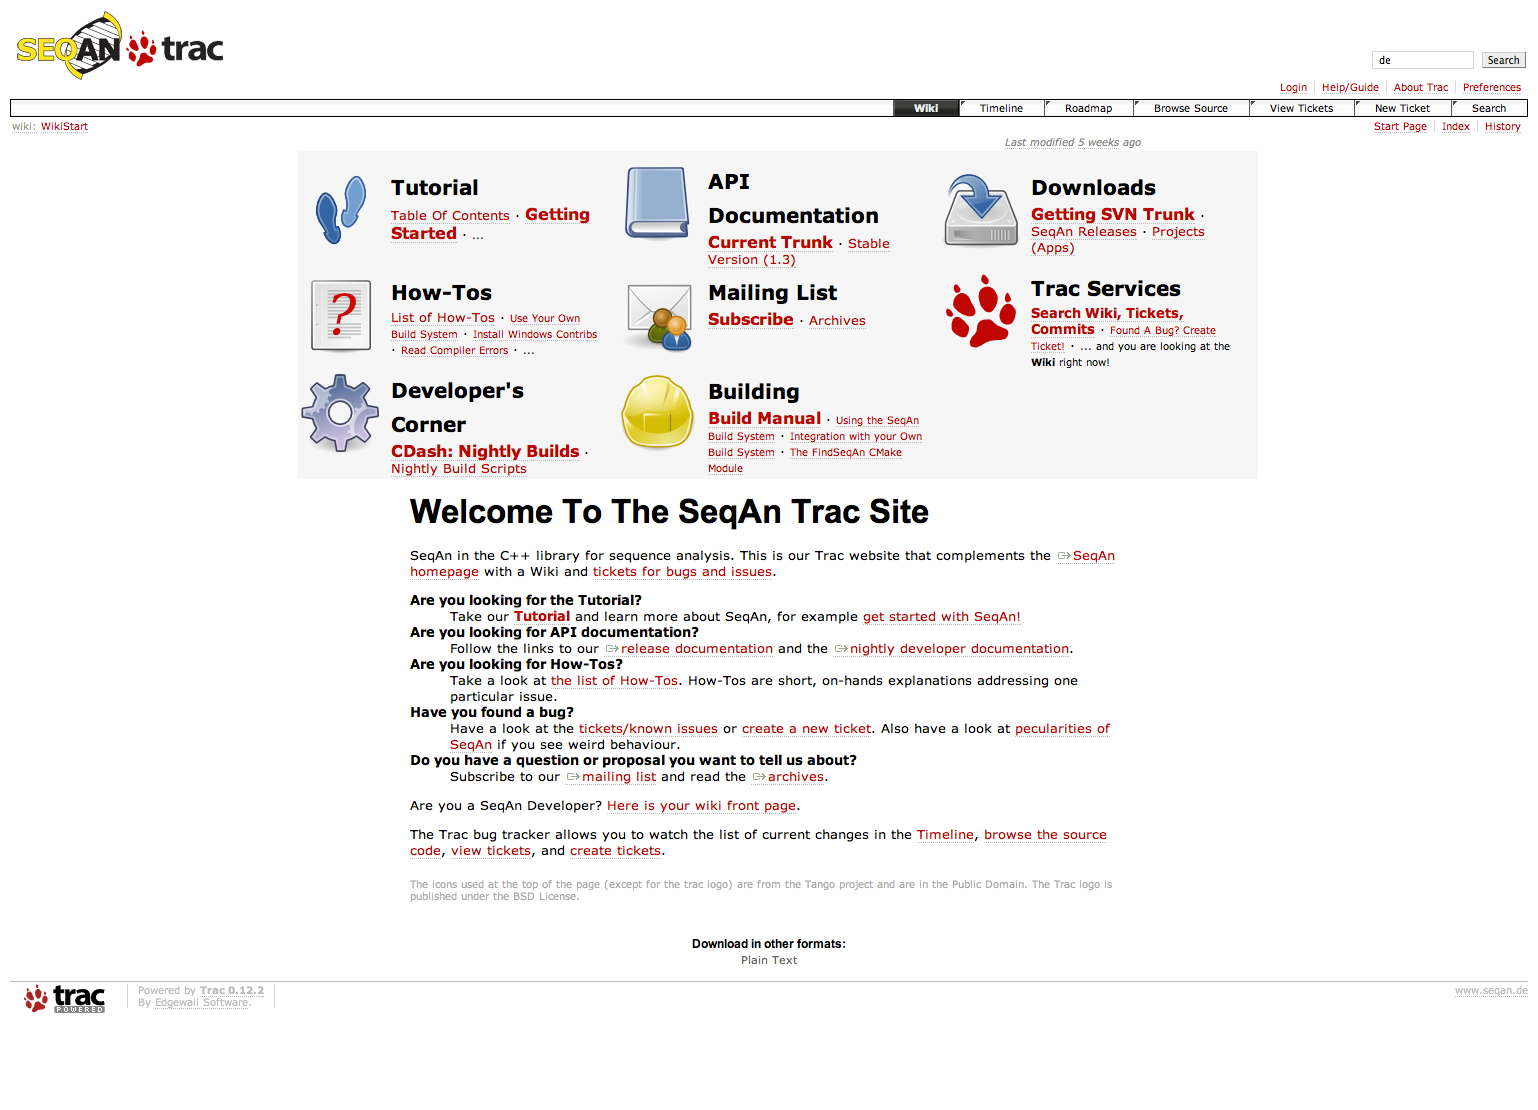 SEQAN trac
de Search
Login Help/Guide About Trac Preferences
Wiki Timeline Roadmap Browse Source View Tickets New Ticket Search
wiki: WikiStart
Start Page Index History
Last modified 5 weeks ago
Tutorial
Table Of Contents · Getting
Started · ...
API
Documentation
Current Trunk · Stable
Version (1.3)
Downloads
Getting SVN Trunk ·
SeqAn Releases · Projects
(Apps)
How-Tos
List of How-Tos · Use Your Own
Build System · Install Windows Contribs
· Read Compiler Errors · ...
Mailing List
Subscribe · Archives
Trac Services
Search Wiki, Tickets,
Commits · Found A Bug? Create
Ticket! · ... and you are looking at the
Wiki right now!
Developer's
Corner
CDash: Nightly Builds ·
Nightly Build Scripts
Building
Build Manual · Using the SeqAn
Build System · Integration with your Own
Build System · The FindSeqAn CMake
Module
Welcome To The SeqAn Trac Site
SeqAn in the C++ library for sequence analysis. This is our Trac website that complements the SeqAn
homepage with a Wiki and tickets for bugs and issues.
Are you looking for the Tutorial?
Take our Tutorial and learn more about SeqAn, for example get started with SeqAn!
Are you looking for API documentation?
Follow the links to our release documentation and the nightly developer documentation.
Are you looking for How-Tos?
Take a look at the list of How-Tos. How-Tos are short, on-hands explanations addressing one
particular issue.
Have you found a bug?
Have a look at the tickets/known issues or create a new ticket. Also have a look at pecularities of
SeqAn if you see weird behaviour.
Do you have a question or proposal you want to tell us about?
Subscribe to our mailing list and read the archives.
Are you a SeqAn Developer? Here is your wiki front page.
The Trac bug tracker allows you to watch the list of current changes in the Timeline, browse the source
code, view tickets, and create tickets.
The icons used at the top of the page (except for the trac logo) are from the Tango project and are in the Public Domain. The Trac logo is
published under the BSD License.
Download in other formats:
Plain Text
trac
POWERED
Powered by Trac 0.12.2
By Edgewall Software.
www.seqan.de